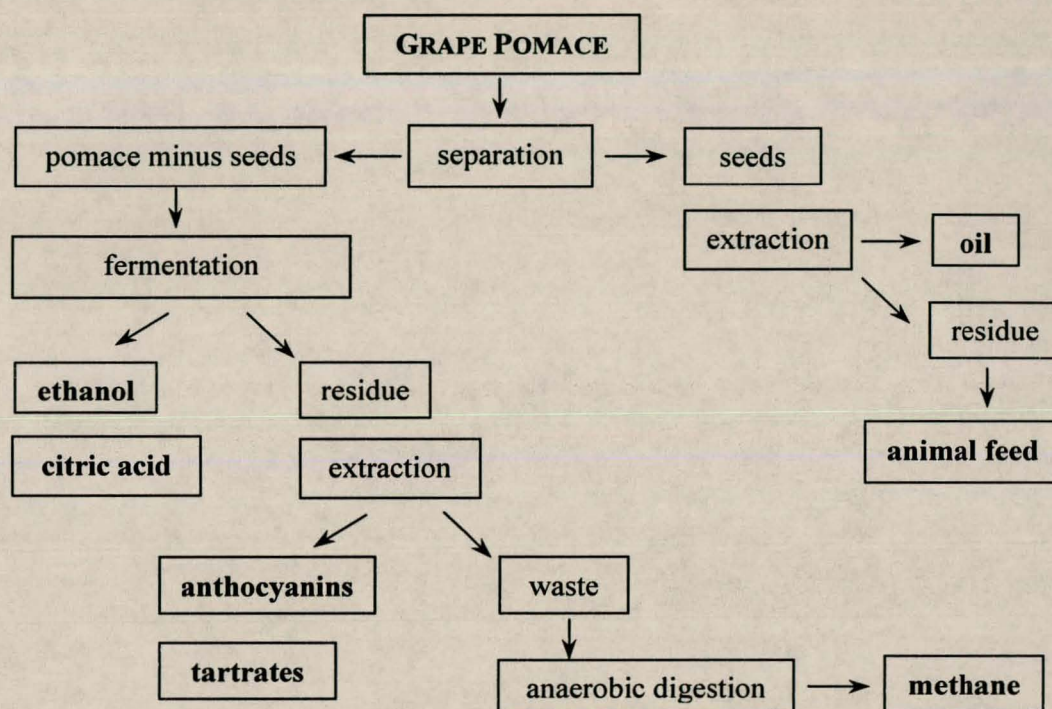 GRAPE POMACE
pomace minus seeds
separation
seeds
fermentation
extraction
oil
residue
ethanol
residue
citric acid
extraction
animal feed
anthocyanins
waste
tartrates
anaerobic digestion
methane